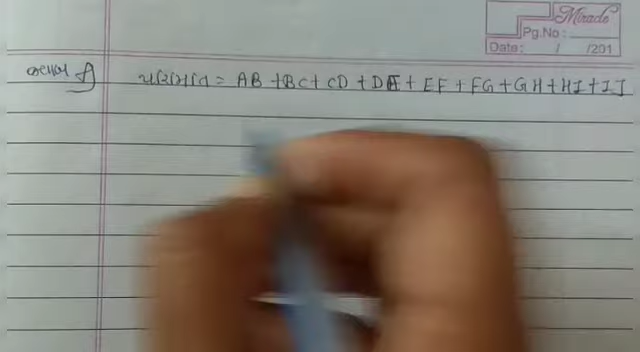 Mirade
Pg.No:
Date: / /201
જવાબ A પરિમિતિ = AB + BC + CD + DE + EF + FG + GH + HI + IJ